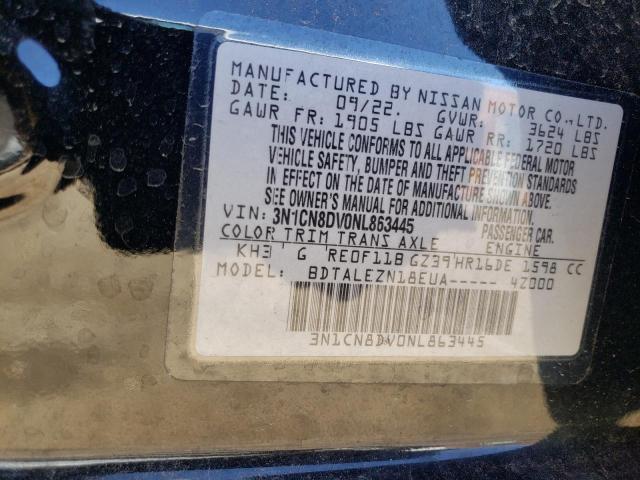 MANUFACTURED BY NISSAN MOTOR CO., LTD.
DATE: 09/22. GVWR: 3624 LBS
GAWR FR: 1905 LBS GAWR RR: 1720 LBS
THIS VEHICLE CONFORMS TO ALL APPLICABLE FEDERAL MOTOR
VEHICLE SAFETY, BUMPER AND THEFT PREVENTION STANDARDS
IN EFFECT ON THE DATE OF MANUFACTURE SHOWN ABOVE.
SEE OWNER'S MANUAL FOR ADDITIONAL INFORMATION.
VIN: 3N1CN8DV0NL863445 PASSENGER CAR.
COLOR TRIM TRANS AXLE ENGINE
KH3 G RE0F11B GZ39 HR16DE 1598 CC
MODEL: BDTALEZN18EUA----- 4Z000
3N1CN8DV0NL863445